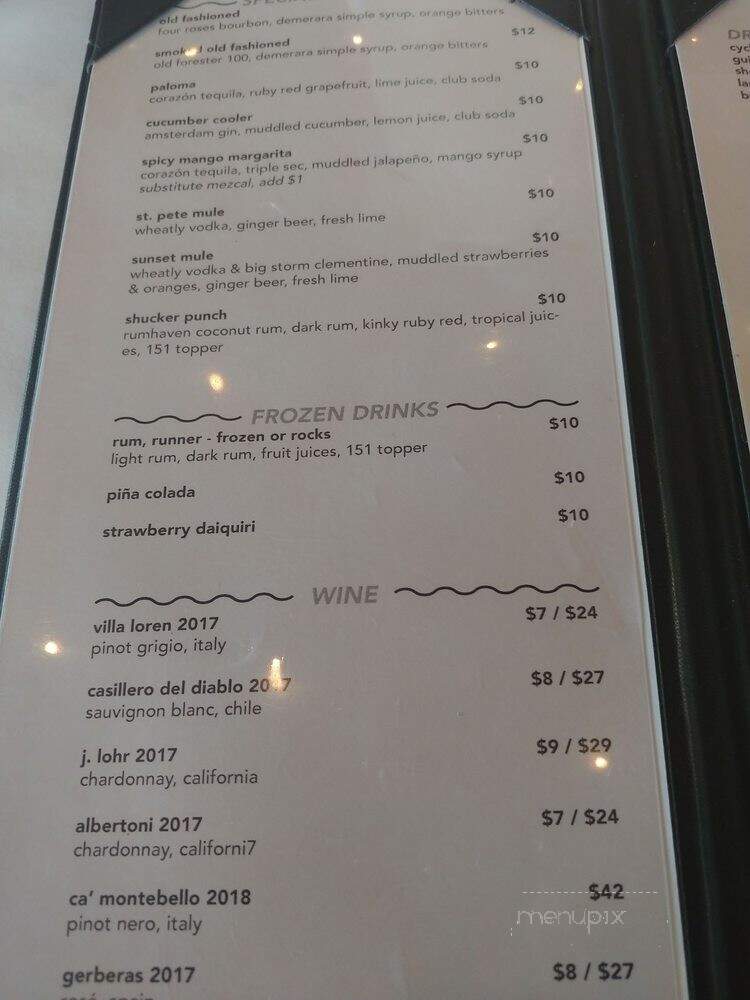 old fashioned
four roses bourbon, demerara simple syrup, orange bitters
smoked old fashioned $12
old forester 100, demerara simple syrup, orange bitters
paloma $10
corazón tequila, ruby red grapefruit, lime juice, club soda
cucumber cooler $10
amsterdam gin, muddled cucumber, lemon juice, club soda
spicy mango margarita $10
corazón tequila, triple sec, muddled jalapeño, mango syrup
substitute mezcal, add $1
st. pete mule $10
wheatly vodka, ginger beer, fresh lime
sunset mule $10
wheatly vodka & big storm clementine, muddled strawberries
& oranges, ginger beer, fresh lime
shucker punch $10
rumhaven coconut rum, dark rum, kinky ruby red, tropical juic-
es, 151 topper
FROZEN DRINKS
rum, runner - frozen or rocks $10
light rum, dark rum, fruit juices, 151 topper
piña colada $10
strawberry daiquiri $10
WINE
villa loren 2017 $7 / $24
pinot grigio, italy
casillero del diablo 2017 $8 / $27
sauvignon blanc, chile
j. lohr 2017 $9 / $29
chardonnay, california
albertoni 2017 $7 / $24
chardonnay, californi7
ca' montebello 2018 $42
pinot nero, italy
menupix
gerberas 2017 $8 / $27